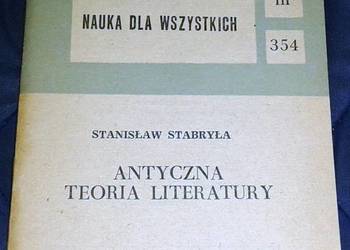 NAUKA DLA WSZYSTKICH
III
354
STANISŁAW STABRYŁA
ANTYCZNA
TEORIA LITERATURY